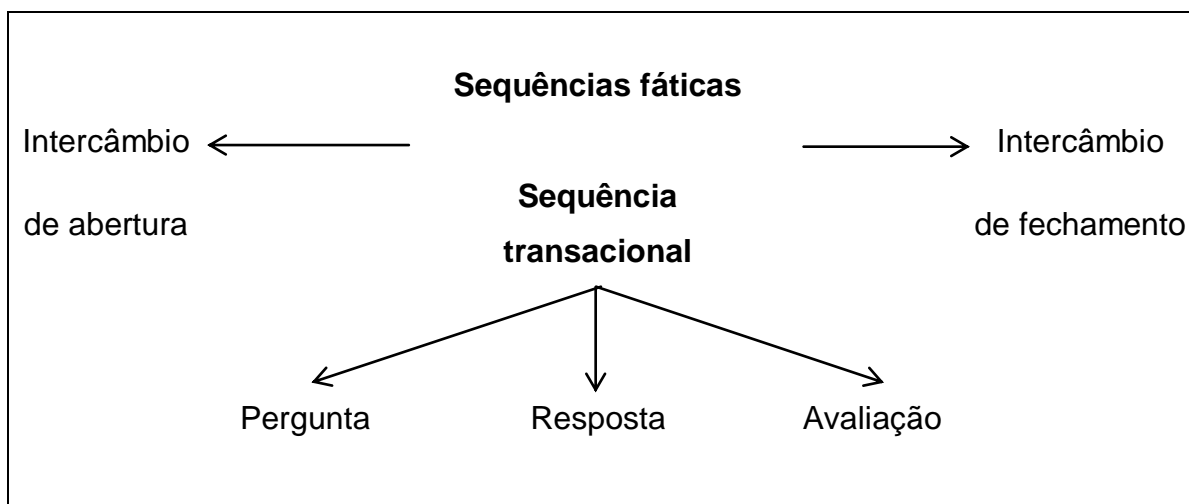 Sequências fáticas
Intercâmbio
Intercâmbio
de abertura
Sequência
transacional
de fechamento
Pergunta
Resposta
Avaliação